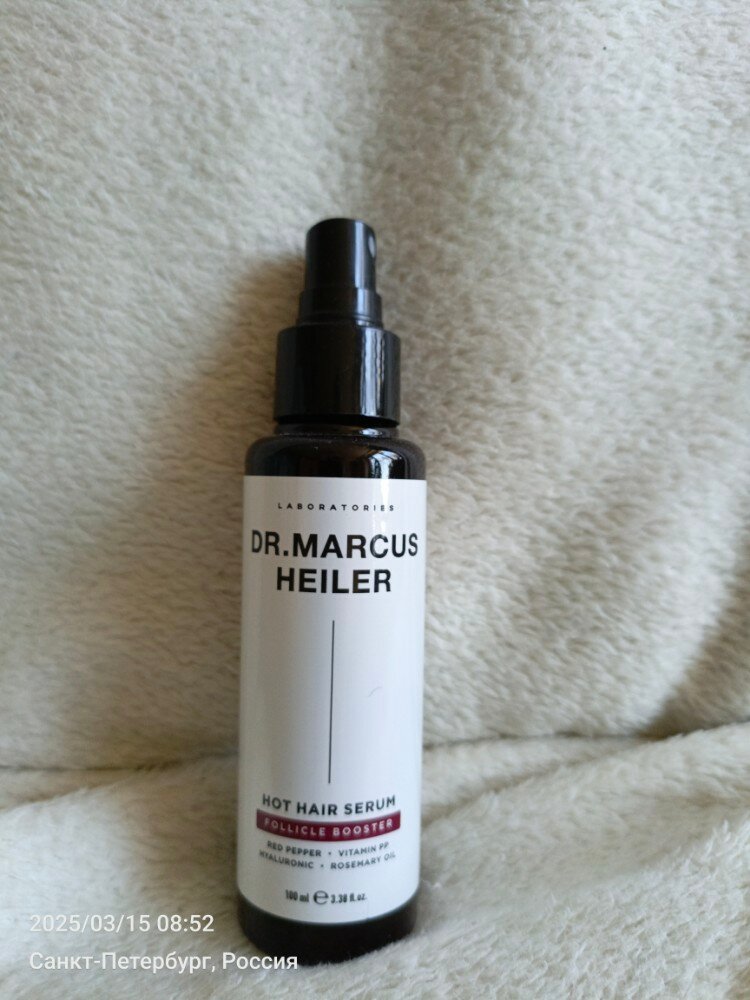 LABORATORIES
DR.MARCUS
HEILER
HOT HAIR SERUM
FOLLICLE BOOSTER
RED PEPPER • VITAMIN PP
HYALURONIC • ROSEMARY OIL
100 ml ℮ 3.38 fl.oz.
2025/03/15 08:52
Санкт-Петербург, Россия